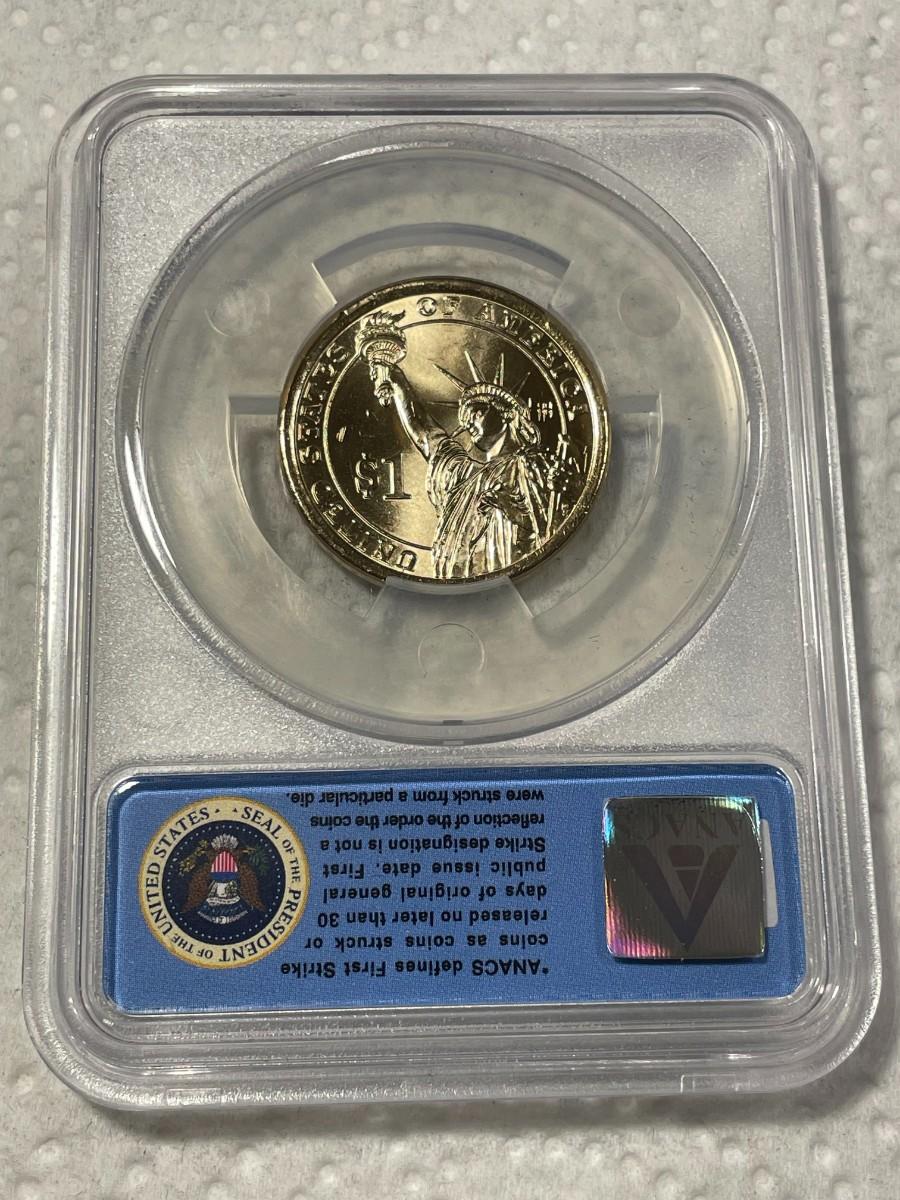 UNITED STATES OF AMERICA
$1
*ANACS defines First Strike
coins as coins struck or
released no later than 30
days of original general
public issue date. First
Strike designation is not a
reflection of the order the coins
were struck from a particular die.
SEAL OF THE PRESIDENT OF THE UNITED STATES
ANACS